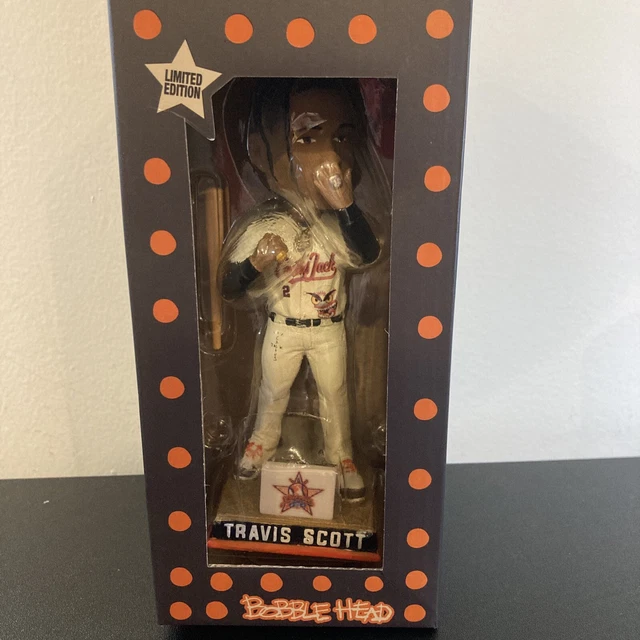 LIMITED
EDITION
Jack
2
TRAVIS SCOTT
BOBBLE HEAD